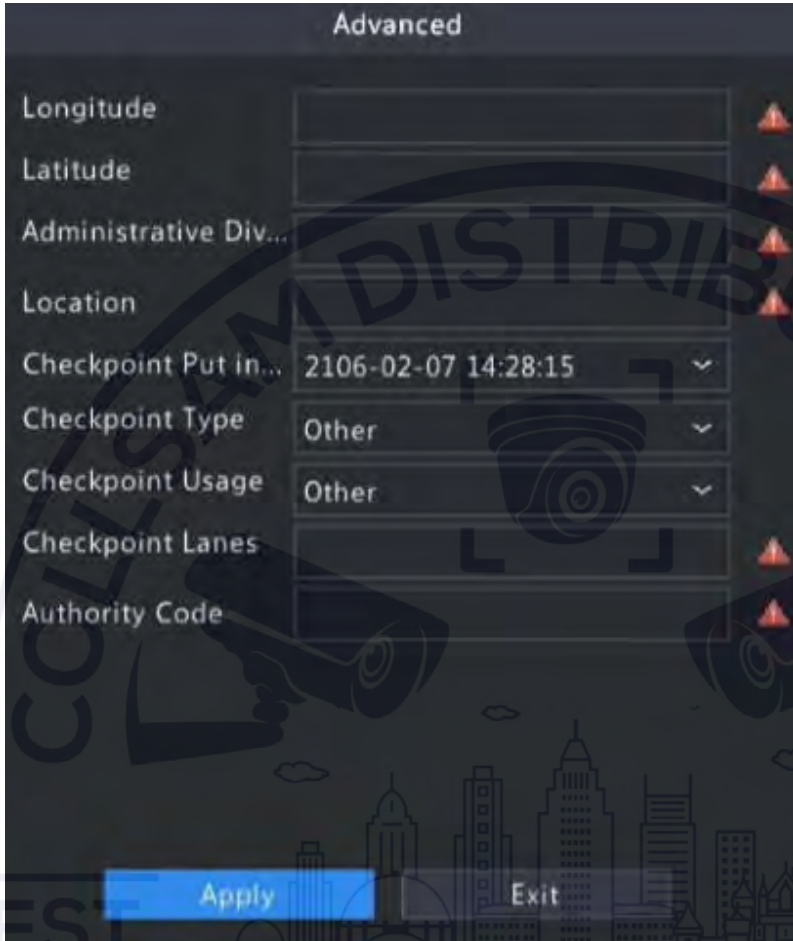 Advanced
Longitude
Latitude
Administrative Div...
Location
Checkpoint Put in... 2106-02-07 14:28:15
Checkpoint Type Other
Checkpoint Usage Other
Checkpoint Lanes
Authority Code
Apply Exit